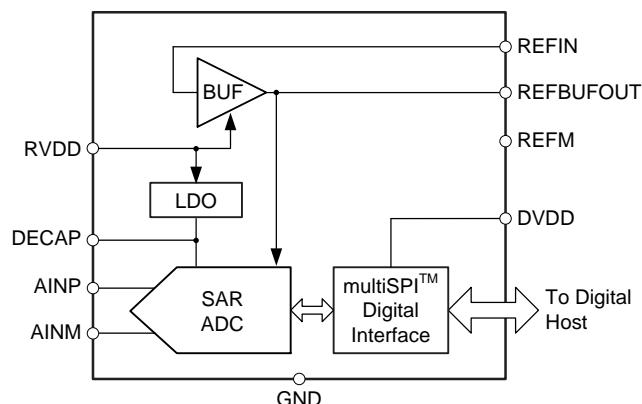 REFIN
BUF
REFBUFOUT
RVDD
REFM
LDO
DECAP
DVDD
AINP
SAR
ADC
multiSPI™
Digital
Interface
To Digital
Host
AINM
GND